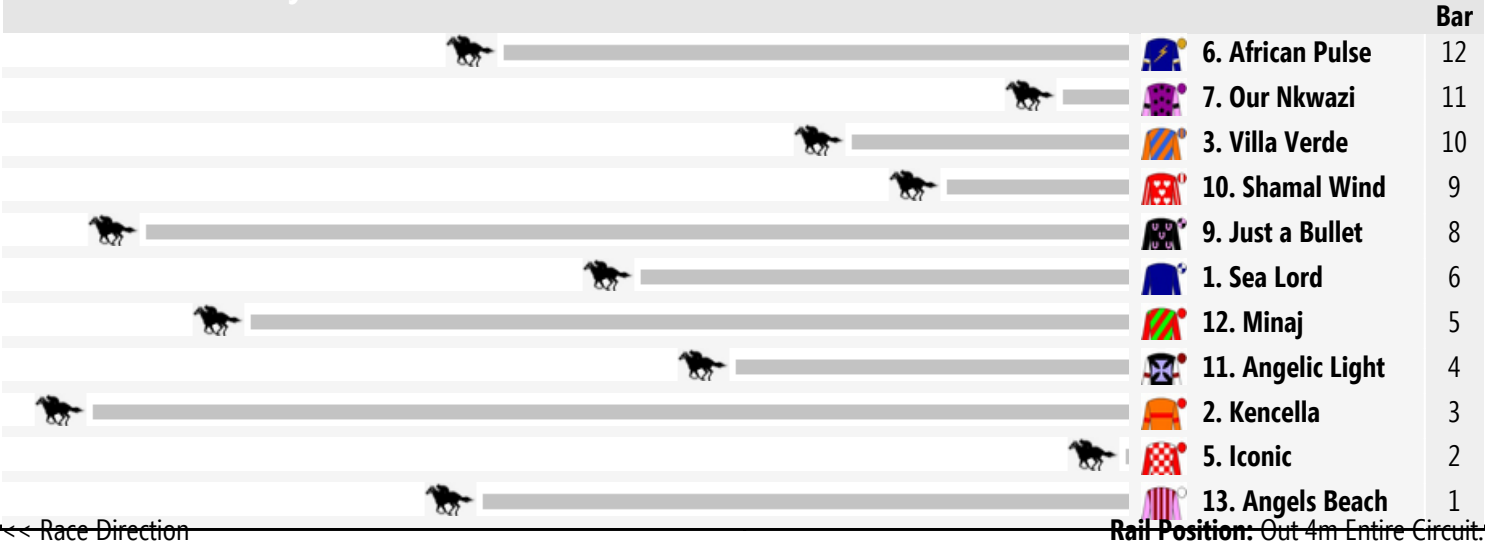 Bar
6. African Pulse 12
7. Our Nkwazi 11
3. Villa Verde 10
10. Shamal Wind 9
9. Just a Bullet 8
1. Sea Lord 6
12. Minaj 5
11. Angelic Light 4
2. Kencella 3
5. Iconic 2
13. Angels Beach 1
<< Race Direction Rail Position: Out 4m Entire Circuit.